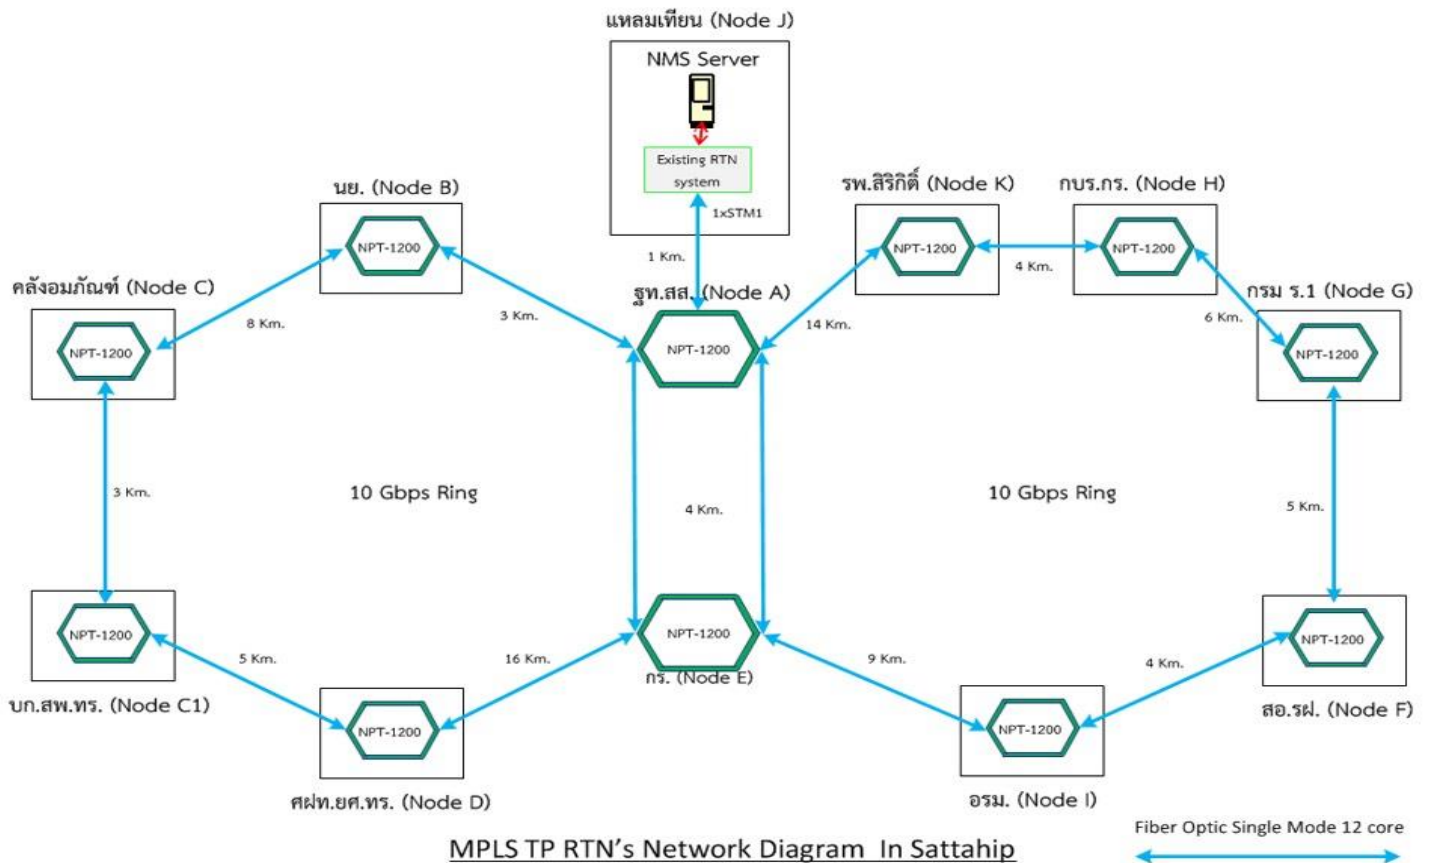 แหลมเทียน (Node J)
NMS Server
Existing RTN
system
1xSTM1
1 Km.
นย. (Node B)
NPT-1200
รพ.สิริกิติ์ (Node K)
NPT-1200
กบร.กร. (Node H)
NPT-1200
4 Km.
คลังอมภัณฑ์ (Node C)
NPT-1200
8 Km.
3 Km.
ฐท.สส. (Node A)
NPT-1200
14 Km.
6 Km.
กรม ร.1 (Node G)
NPT-1200
3 Km.
10 Gbps Ring
4 Km.
10 Gbps Ring
5 Km.
NPT-1200
บก.สพ.ทร. (Node C1)
5 Km.
16 Km.
NPT-1200
กร. (Node E)
9 Km.
4 Km.
NPT-1200
สอ.รฝ. (Node F)
NPT-1200
ศฝท.ยศ.ทร. (Node D)
NPT-1200
อรม. (Node I)
MPLS TP RTN's Network Diagram In Sattahip
Fiber Optic Single Mode 12 core